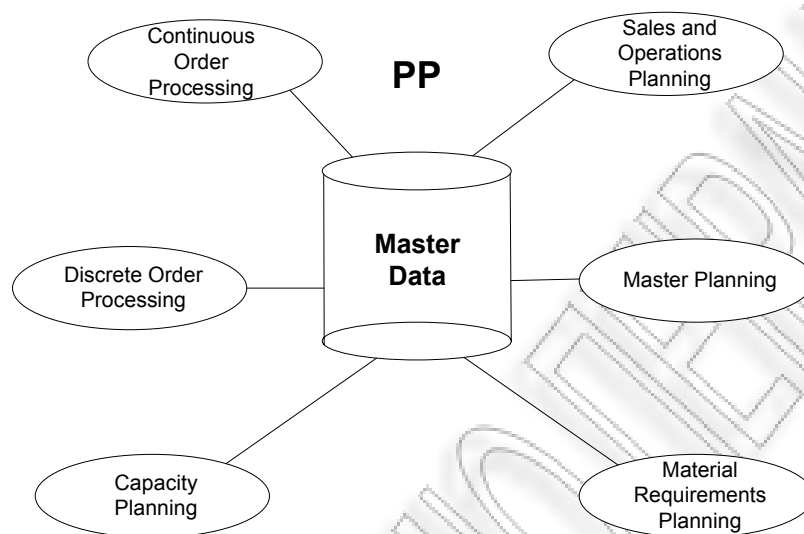 Continuous
Order
Processing
PP
Sales and
Operations
Planning
Master
Data
Discrete Order
Processing
Master Planning
Capacity
Planning
Material
Requirements
Planning